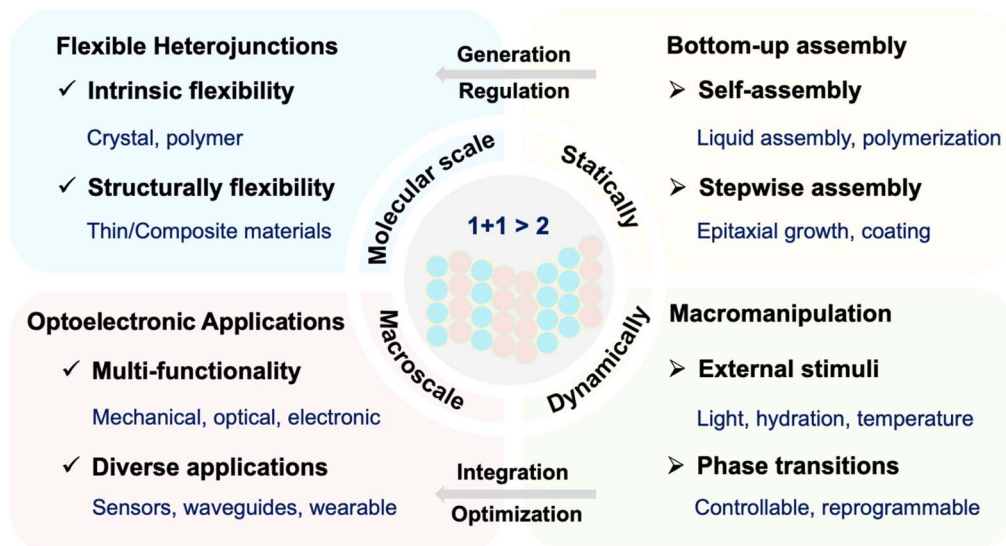 Flexible Heterojunctions
✓ Intrinsic flexibility
Crystal, polymer
✓ Structurally flexibility
Thin/Composite materials
Generation
Regulation
Bottom-up assembly
➢ Self-assembly
Liquid assembly, polymerization
➢ Stepwise assembly
Epitaxial growth, coating
Molecular scale
Statically
1+1 > 2
Macroscale
Dynamically
Optoelectronic Applications
✓ Multi-functionality
Mechanical, optical, electronic
✓ Diverse applications
Sensors, waveguides, wearable
Integration
Optimization
Macromanipulation
➢ External stimuli
Light, hydration, temperature
➢ Phase transitions
Controllable, reprogrammable